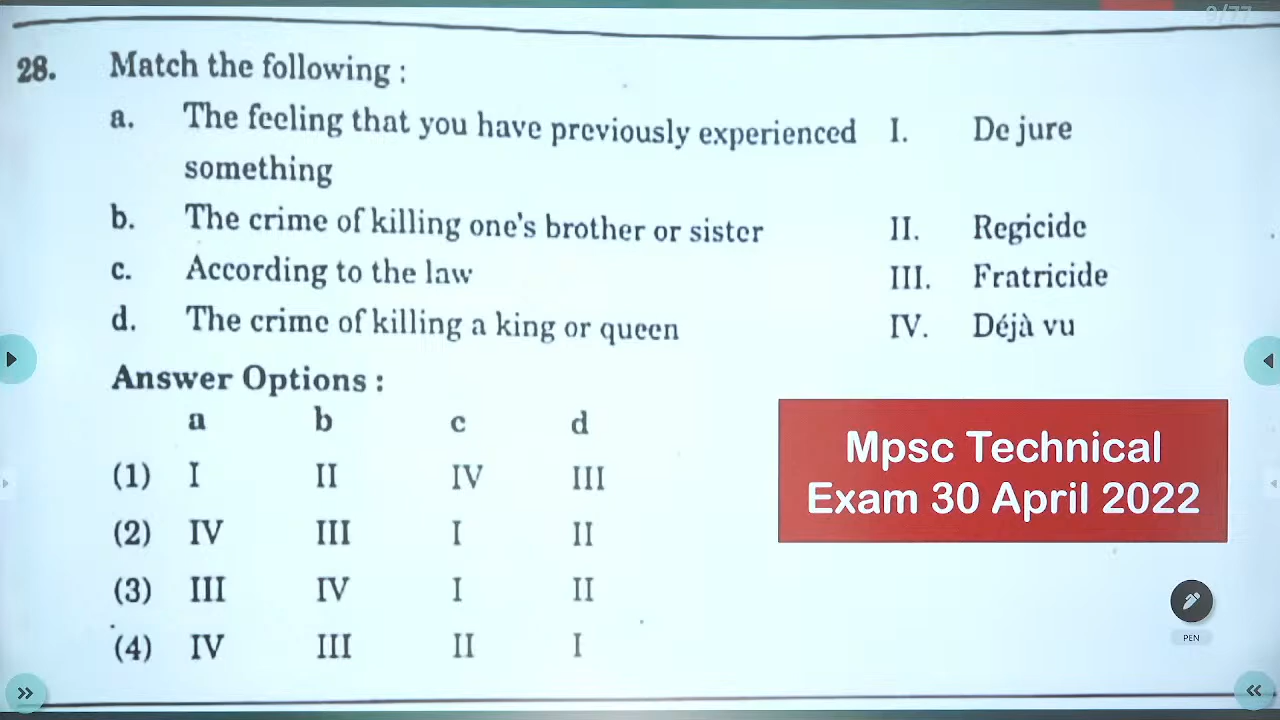 9/77
28. Match the following :
a. The feeling that you have previously experienced I. De jure
something
b. The crime of killing one's brother or sister II. Regicide
c. According to the law III. Fratricide
d. The crime of killing a king or queen IV. Déjà vu
Answer Options :
a b c d
(1) I II IV III
(2) IV III I II
(3) III IV I II
(4) IV III II I
Mpsc Technical
Exam 30 April 2022
PEN